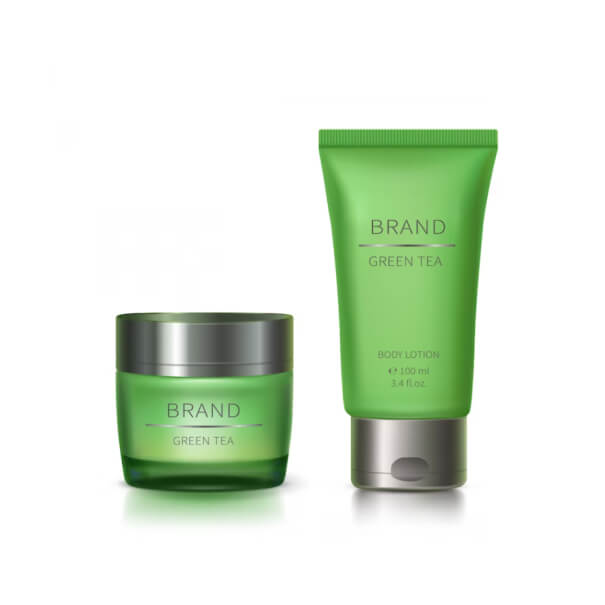 BRAND
GREEN TEA
BRAND
GREEN TEA
BODY LOTION
℮ 100 ml
3.4 fl.oz.